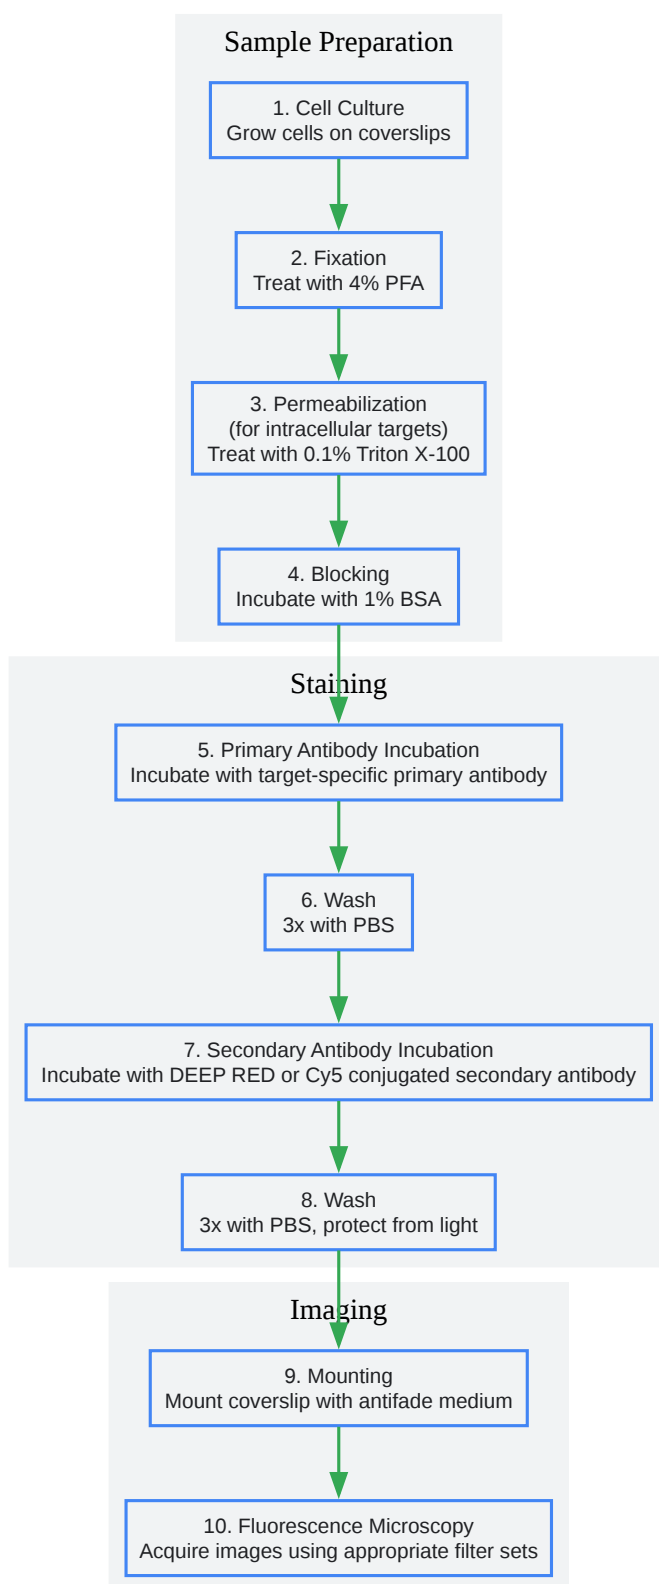 Sample Preparation
1. Cell Culture
Grow cells on coverslips
2. Fixation
Treat with 4% PFA
3. Permeabilization
(for intracellular targets)
Treat with 0.1% Triton X-100
4. Blocking
Incubate with 1% BSA
Staining
5. Primary Antibody Incubation
Incubate with target-specific primary antibody
6. Wash
3x with PBS
7. Secondary Antibody Incubation
Incubate with DEEP RED or Cy5 conjugated secondary antibody
8. Wash
3x with PBS, protect from light
Imaging
9. Mounting
Mount coverslip with antifade medium
10. Fluorescence Microscopy
Acquire images using appropriate filter sets